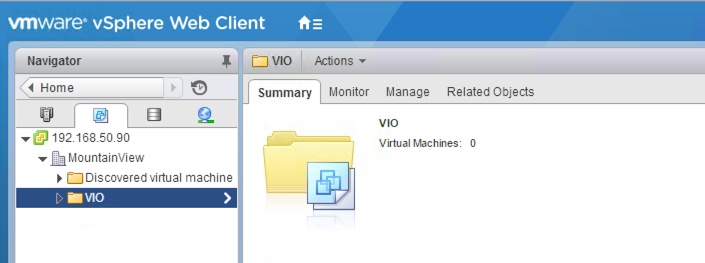 vmware® vSphere Web Client
Navigator
VIO Actions
Home
Summary Monitor Manage Related Objects
192.168.50.90
MountainView
Discovered virtual machine
VIO
VIO
Virtual Machines: 0